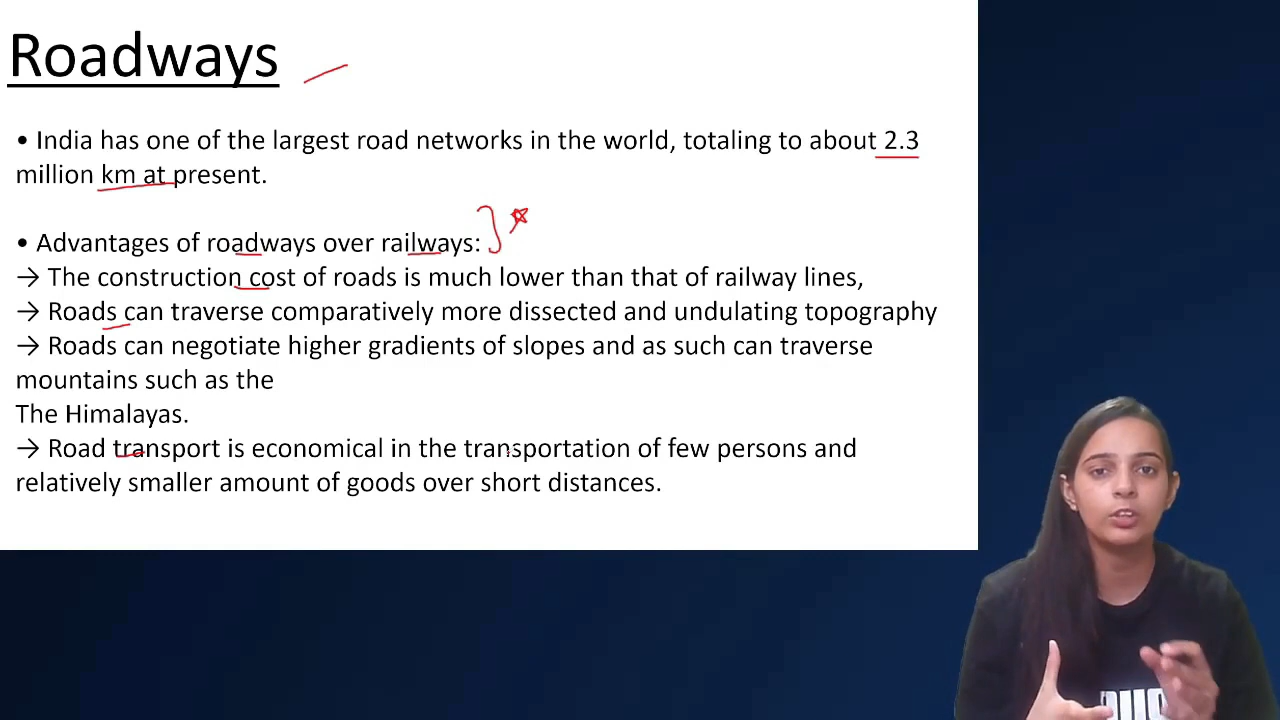 Roadways
• India has one of the largest road networks in the world, totaling to about 2.3
million km at present.
• Advantages of roadways over railways:
→ The construction cost of roads is much lower than that of railway lines,
→ Roads can traverse comparatively more dissected and undulating topography
→ Roads can negotiate higher gradients of slopes and as such can traverse
mountains such as the
The Himalayas.
→ Road transport is economical in the transportation of few persons and
relatively smaller amount of goods over short distances.